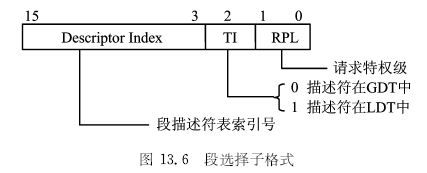 15 3 2 1 0
Descriptor Index TI RPL
请求特权级
0 描述符在GDT中
1 描述符在LDT中
段描述符表索引号
图 13.6 段选择子格式